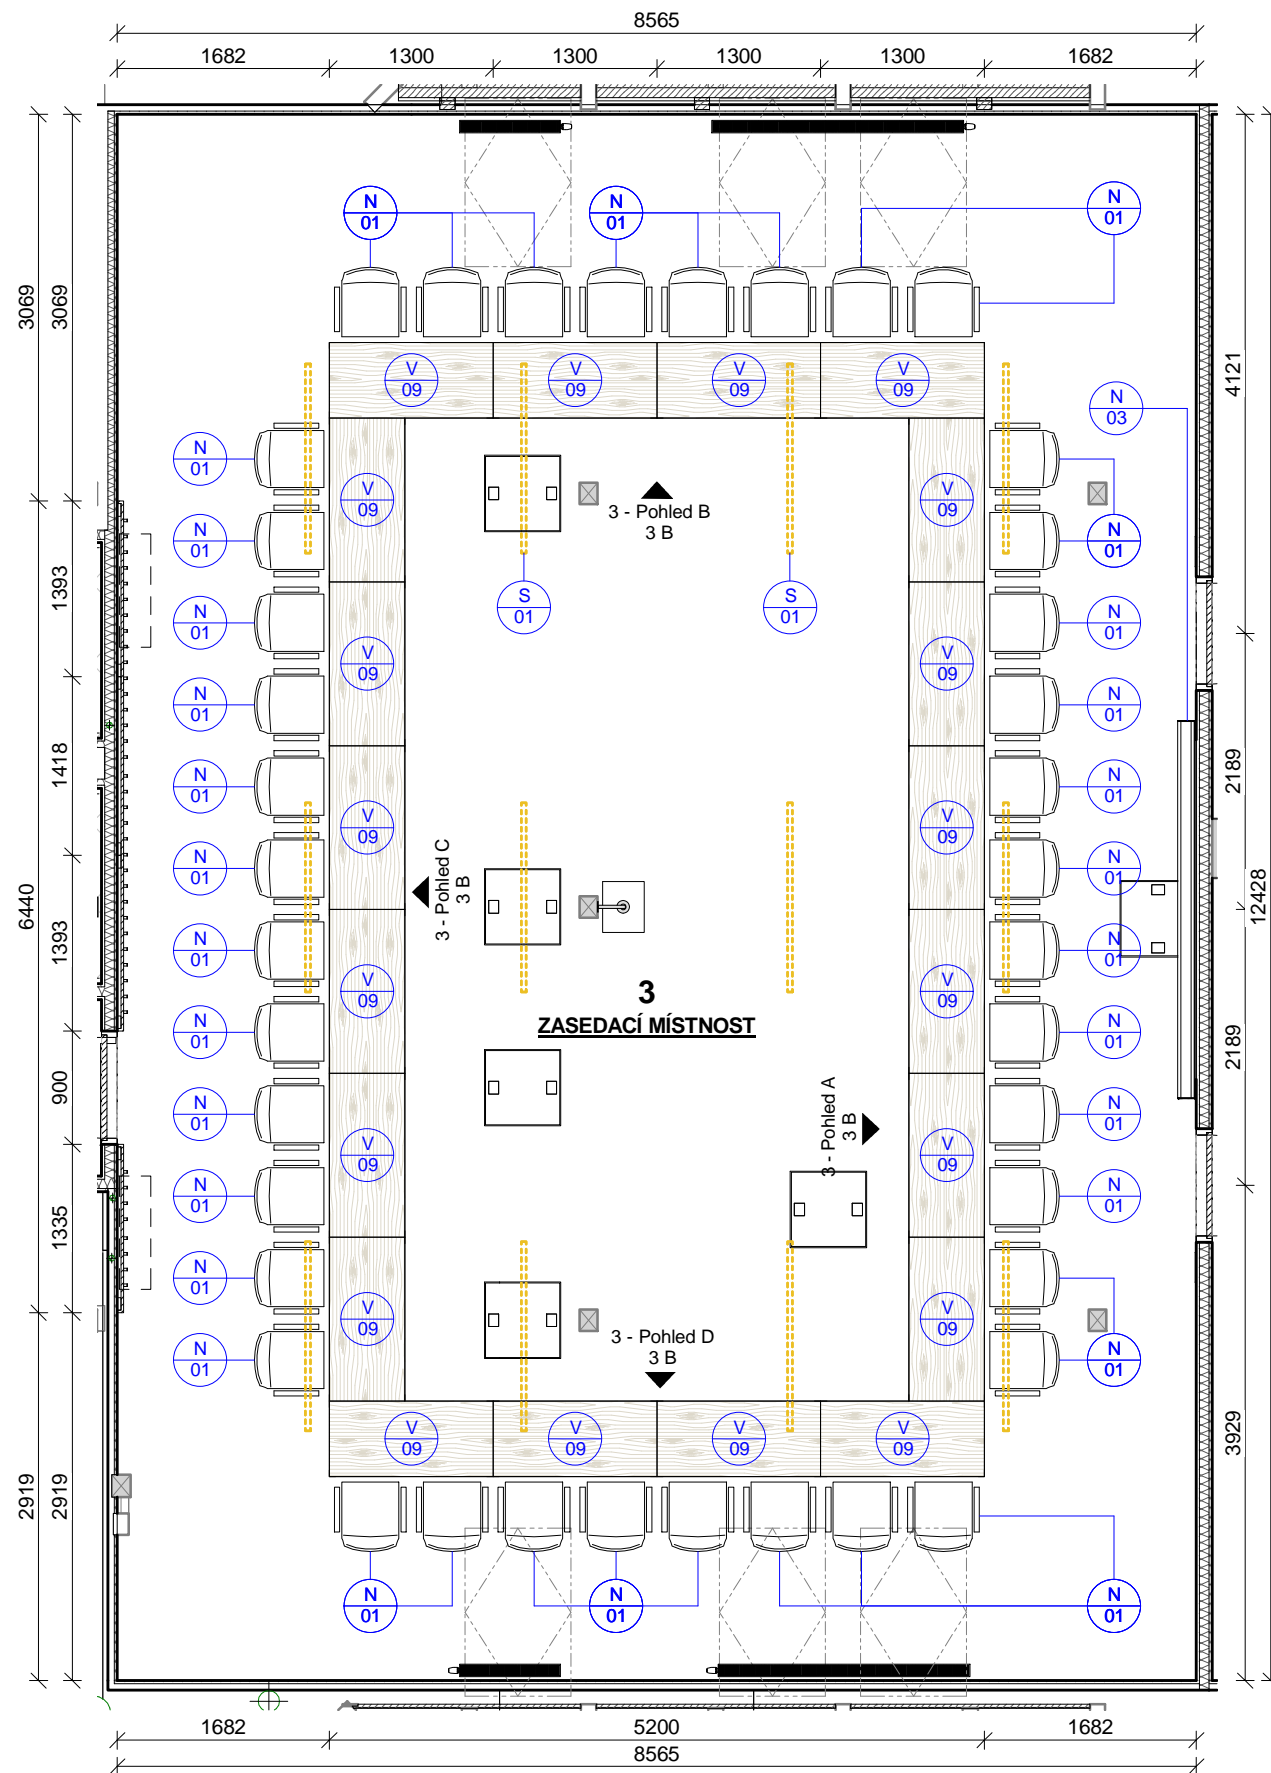 8565
1682 1300 1300 1300 1300 1682
N
01
N
01
N
01
3069
3069
4121
V
09
V
09
V
09
V
09
N
03
N
01
V
09
3 - Pohled B
3 B
V
09
N
01
N
01
1393
S
01
S
01
N
01
N
01
V
09
V
09
N
01
N
01
1418
2189
N
01
V
09
V
09
N
01
N
01
3 - Pohled C
3 B
N
01
6440
1393
12428
N
01
V
09
V
09
N
01
3
ZASEDACÍ MÍSTNOST
N
01
N
01
900
2189
N
01
3 - Pohled A
3 B
N
01
V
09
V
09
N
01
N
01
1335
N
01
V
09
3 - Pohled D
3 B
V
09
N
01
N
01
2919
2919
V
09
V
09
V
09
V
09
3929
N
01
N
01
N
01
1682 5200 1682
8565